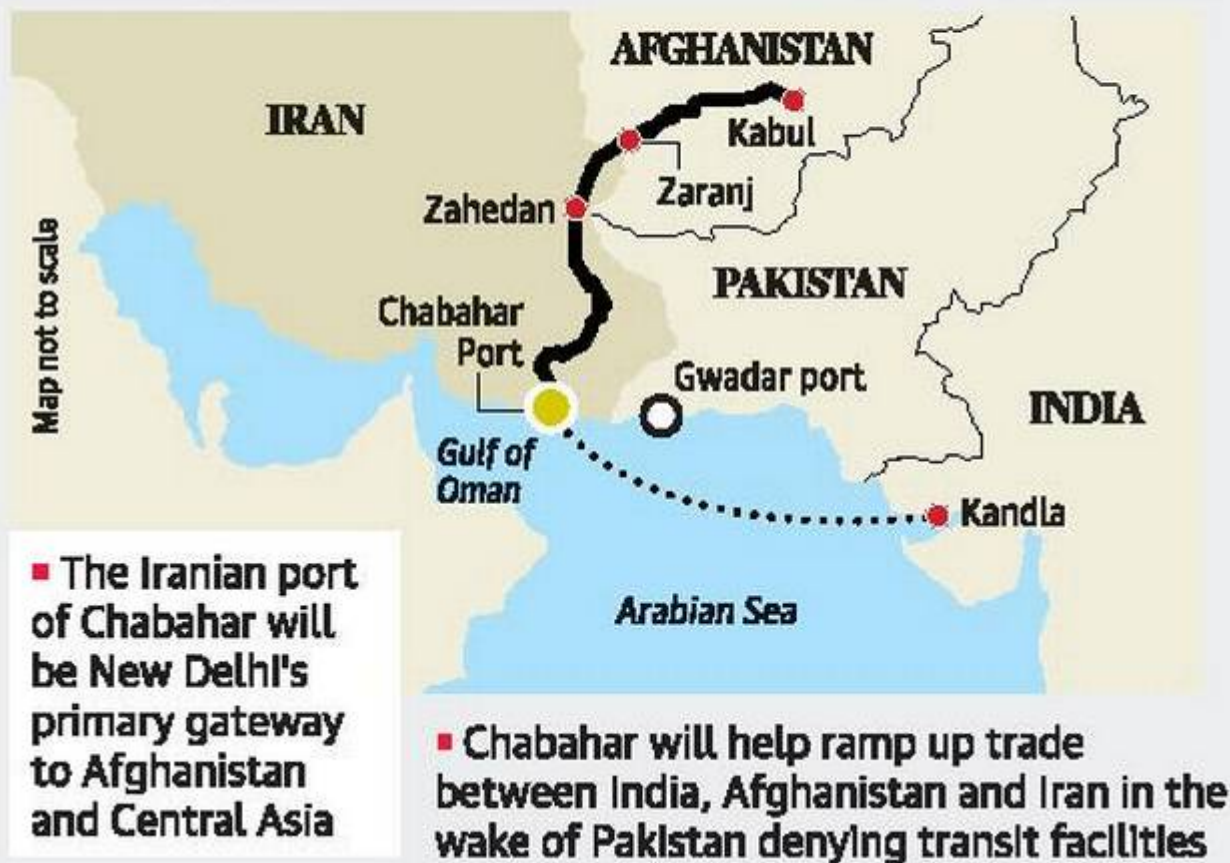 AFGHANISTAN
IRAN
Kabul
Zaranj
Zahedan
Map not to scale
PAKISTAN
Chabahar
Port
Gwadar port
INDIA
Gulf of
Oman
Kandla
Arabian Sea
▪ The Iranian port
of Chabahar will
be New Delhi's
primary gateway
to Afghanistan
and Central Asia
▪ Chabahar will help ramp up trade
between India, Afghanistan and Iran in the
wake of Pakistan denying transit facilities